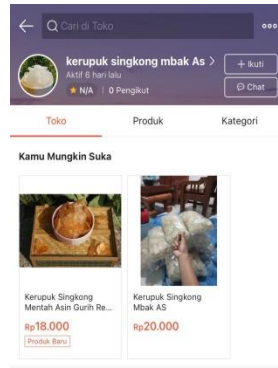 Cari di Toko
kerupuk singkong mbak As >
+ Ikuti
Aktif 6 hari lalu
N/A | 0 Pengikut
Chat
Toko
Produk
Kategori
Kamu Mungkin Suka
Kerupuk Singkong
Mentah Asin Gurih Re...
Rp18.000
Produk Baru
Kerupuk Singkong
Mbak AS
Rp20.000